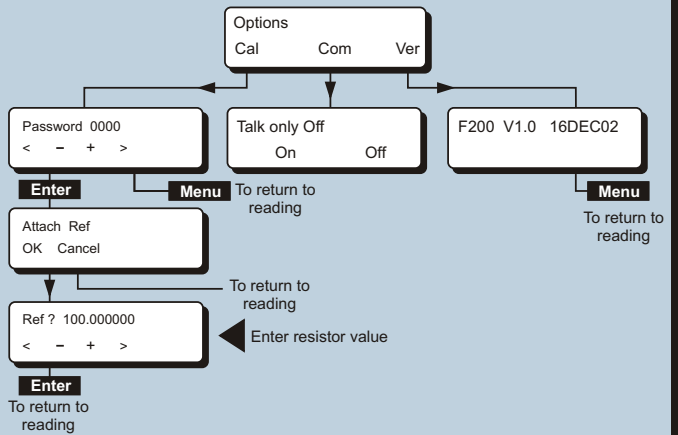 Options
Cal Com Ver
Password 0000
< - + >
Talk only Off
On Off
F200 V1.0 16DEC02
Enter
Menu
To return to
reading
Menu
To return to
reading
Attach Ref
OK Cancel
To return to
reading
Ref ? 100.000000
< - + >
Enter resistor value
Enter
To return to
reading